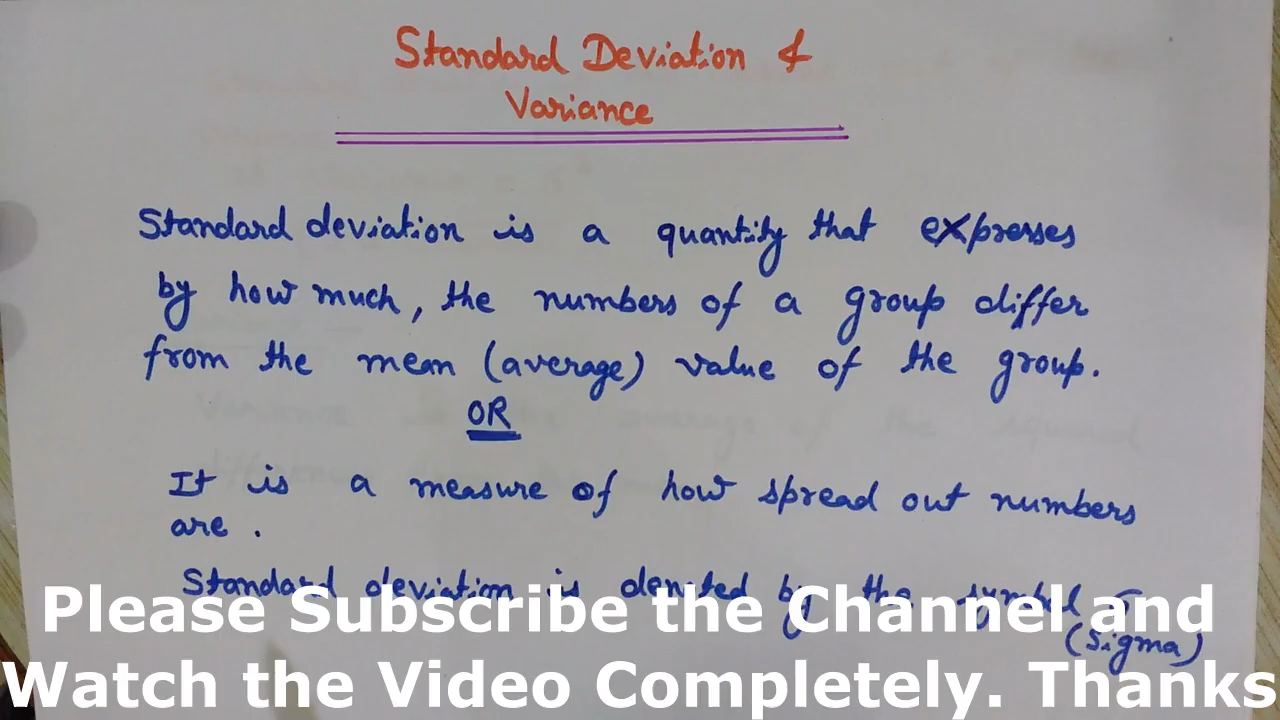 Standard Deviation &
Variance
Standard deviation is a quantity that expresses
by how much, the numbers of a group differ
from the mean (average) value of the group.
OR
It is a measure of how spread out numbers
are.
Standard deviation is denoted by the symbol σ
(Sigma)
Please Subscribe the Channel and
Watch the Video Completely. Thanks